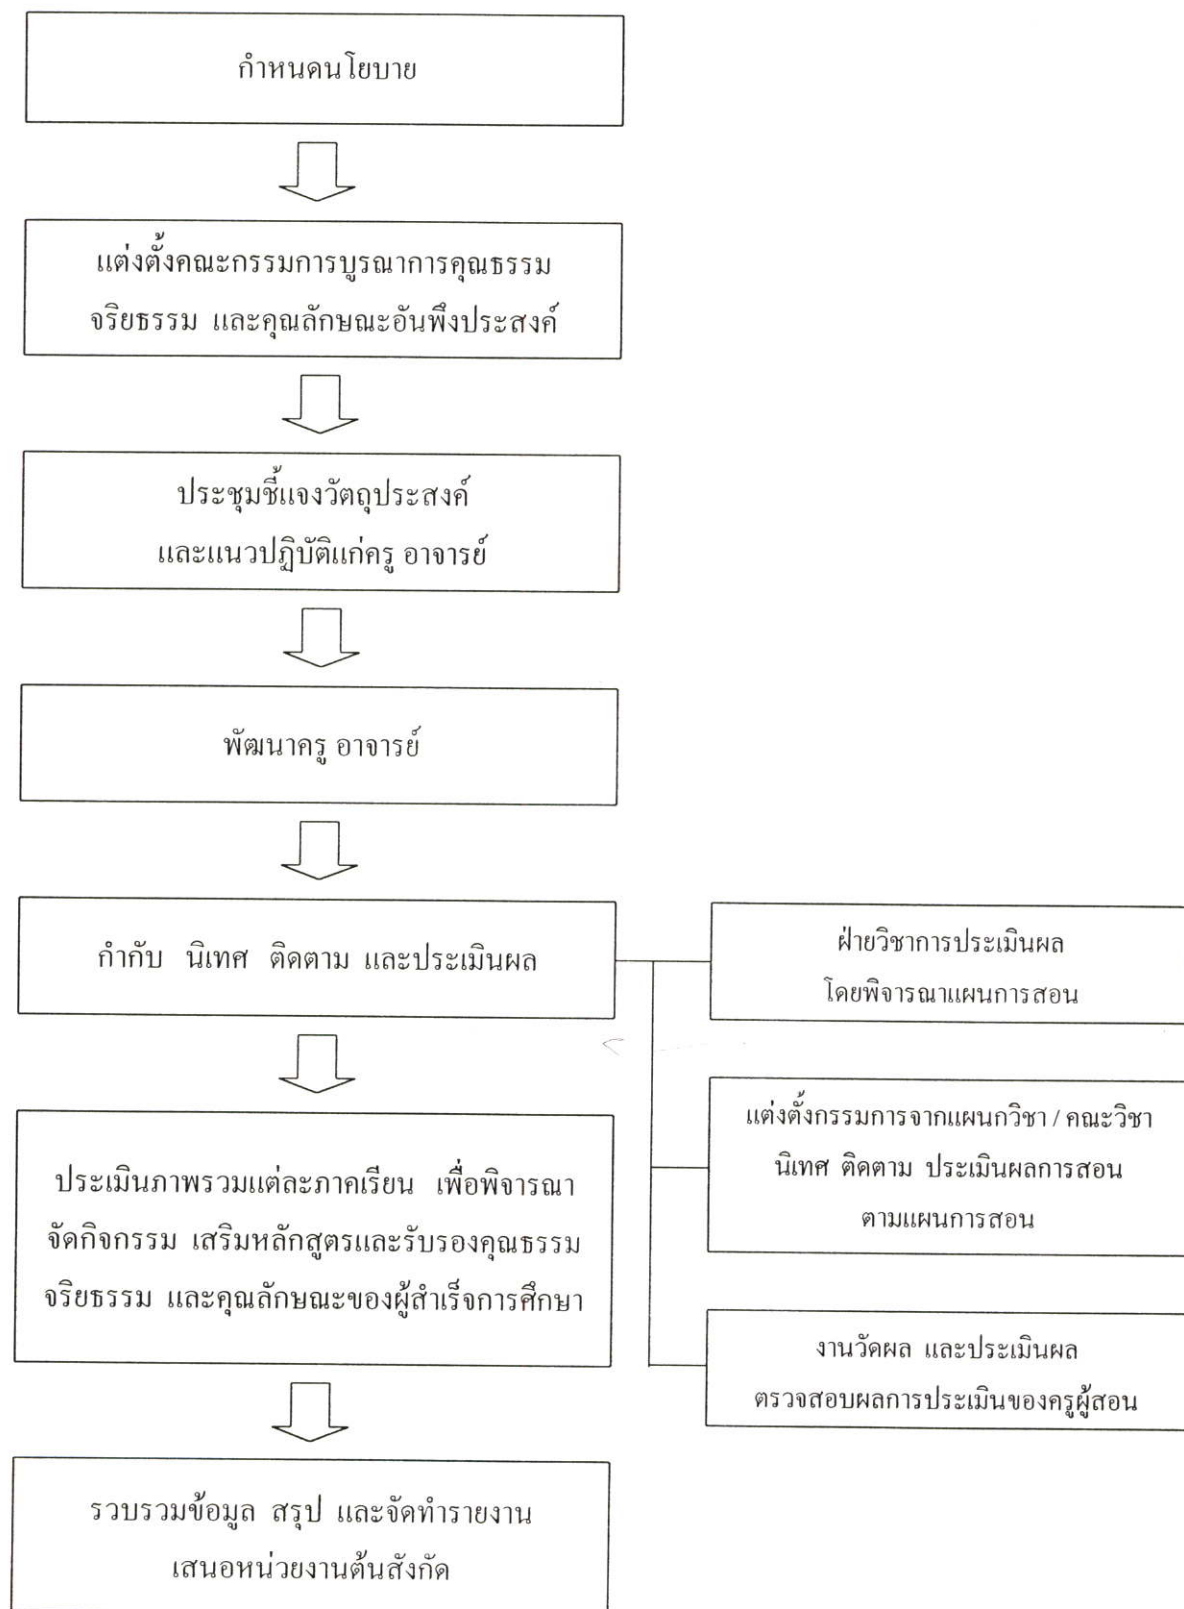 กำหนดนโยบาย
แต่งตั้งคณะกรรมการบูรณาการคุณธรรม
จริยธรรม และคุณลักษณะอันพึงประสงค์
ประชุมชี้แจงวัตถุประสงค์
และแนวปฏิบัติแก่ครู อาจารย์
พัฒนาครู อาจารย์
กำกับ นิเทศ ติดตาม และประเมินผล
ฝ่ายวิชาการประเมินผล
โดยพิจารณาแผนการสอน
แต่งตั้งกรรมการจากแผนกวิชา / คณะวิชา
นิเทศ ติดตาม ประเมินผลการสอน
ตามแผนการสอน
งานวัดผล และประเมินผล
ตรวจสอบผลการประเมินของครูผู้สอน
ประเมินภาพรวมแต่ละภาคเรียน เพื่อพิจารณา
จัดกิจกรรม เสริมหลักสูตรและรับรองคุณธรรม
จริยธรรม และคุณลักษณะของผู้สำเร็จการศึกษา
รวบรวมข้อมูล สรุป และจัดทำรายงาน
เสนอหน่วยงานต้นสังกัด